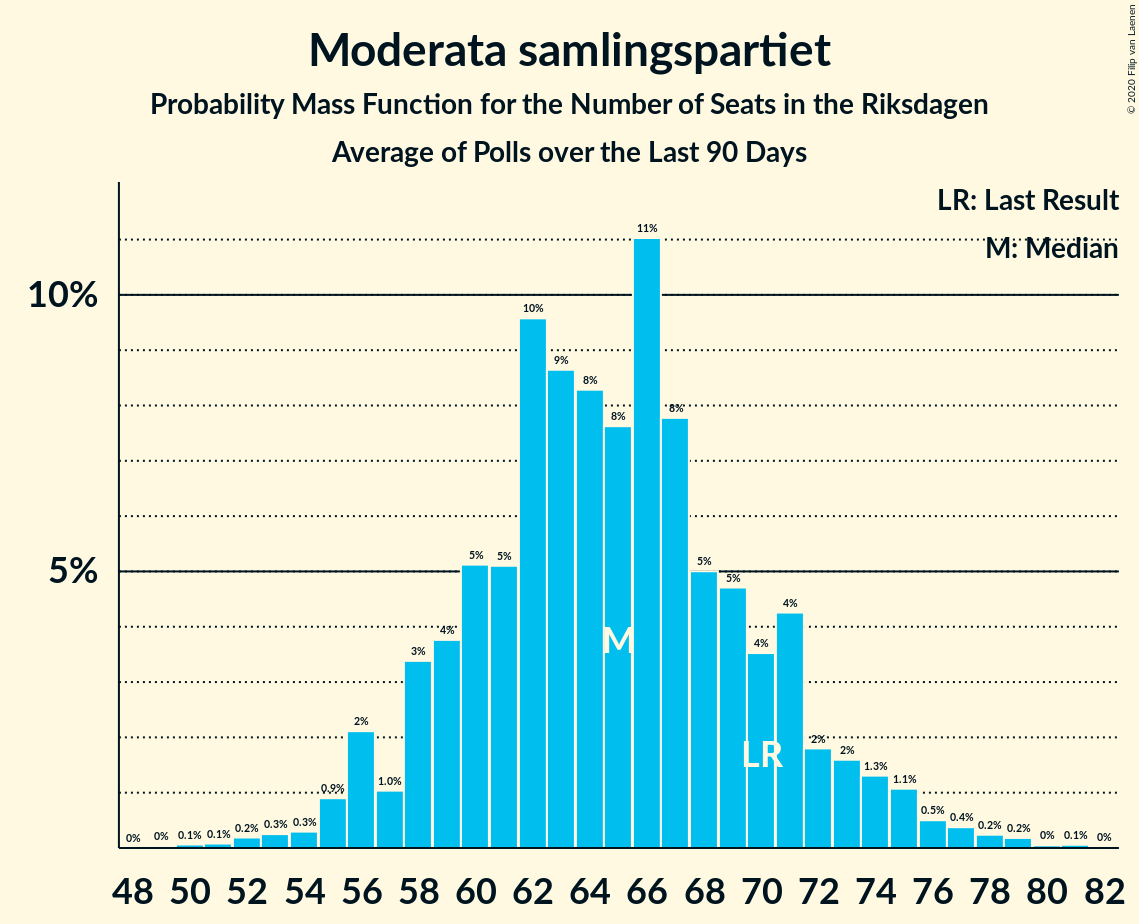 Moderata samlingspartiet
Probability Mass Function for the Number of Seats in the Riksdagen
Average of Polls over the Last 90 Days
© 2020 Filip van Laenen
LR: Last Result
M: Median
10%
5%
0% 0% 0.1% 0.1% 0.2% 0.3% 0.3% 0.9% 2% 1.0% 3% 4% 5% 5% 10% 9% 8% 8% 11% 8% 5% 5% 4% 4% 2% 2% 1.3% 1.1% 0.5% 0.4% 0.2% 0.2% 0% 0.1% 0%
M
LR
48 50 52 54 56 58 60 62 64 66 68 70 72 74 76 78 80 82